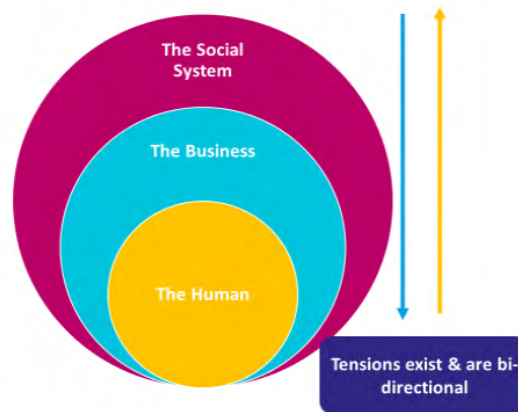 The Social
System
The Business
The Human
Tensions exist & are bi-
directional